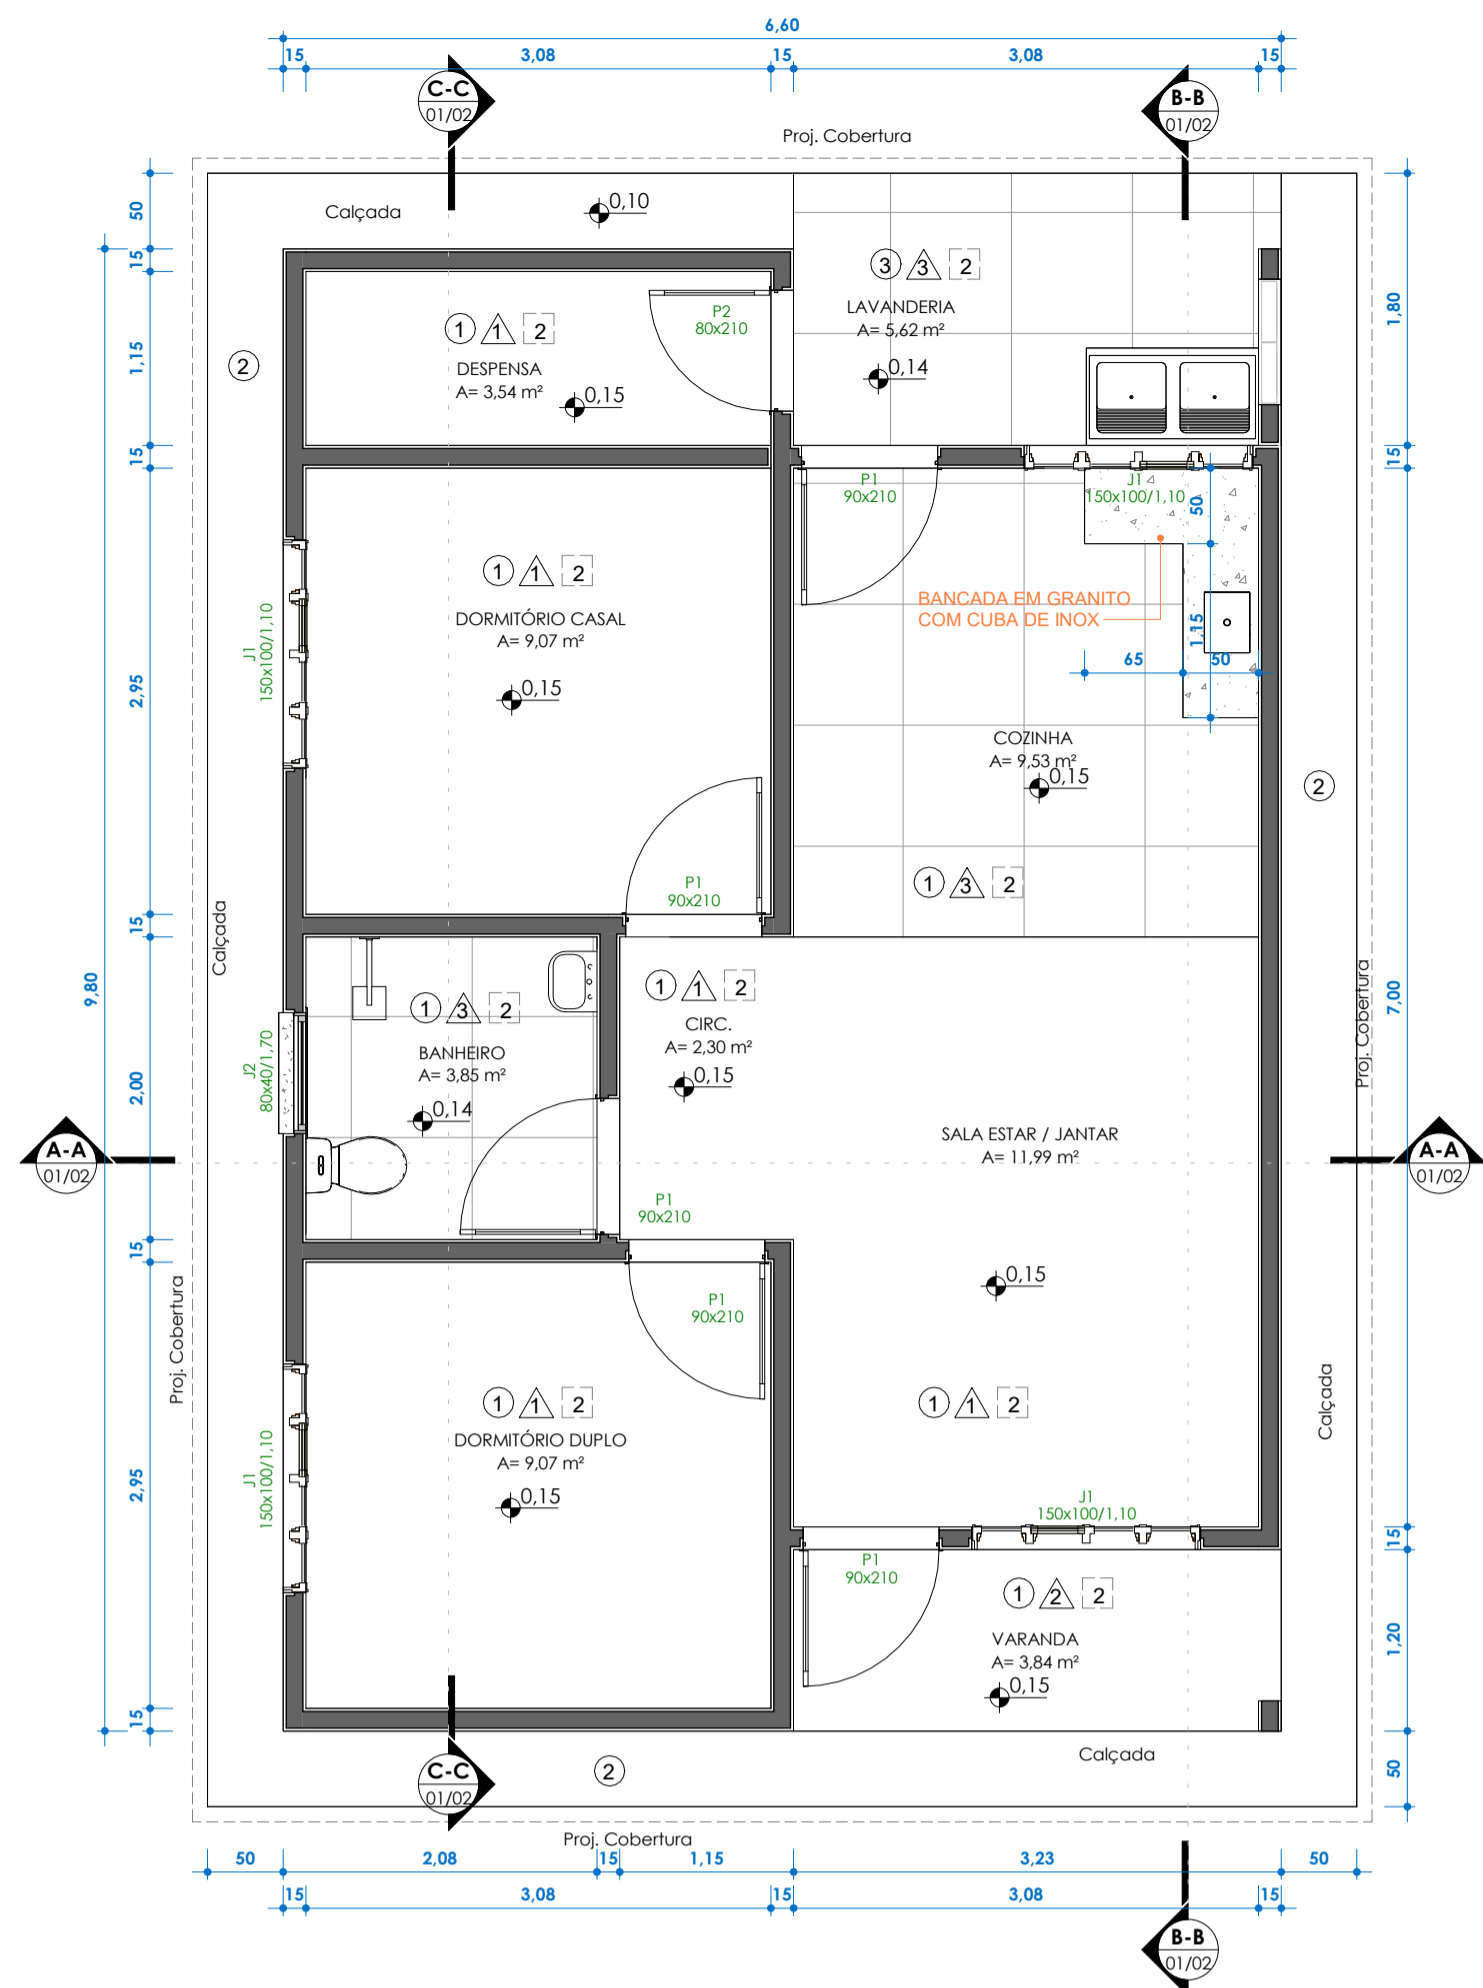 6,60
15 3,08 15 3,08 15
C-C
01/02
B-B
01/02
Proj. Cobertura
Calçada
0,10
50
15
1,15
15
2,95
15
2,00
15
2,95
15
9,80
1,80
15
7,00
15
1,20
50
3 3 2
LAVANDERIA
A= 5,62 m²
0,14
P2
80x210
1 1 2
DESPENSA
A= 3,54 m²
0,15
2
P1
90x210
J1
150x100/1,10
50
1,15
65 50
BANCADA EM GRANITO
COM CUBA DE INOX
1 1 2
DORMITÓRIO CASAL
A= 9,07 m²
0,15
J1
150x100/1,10
COZINHA
A= 9,53 m²
0,15
2
1 3 2
P1
90x210
Calçada
1 1 2
CIRC.
A= 2,30 m²
0,15
1 3 2
BANHEIRO
A= 3,85 m²
0,14
J2
80x40/1,70
Proj. Cobertura
A-A
01/02
A-A
01/02
SALA ESTAR / JANTAR
A= 11,99 m²
0,15
P1
90x210
P1
90x210
Proj. Cobertura
1 1 2
DORMITÓRIO DUPLO
A= 9,07 m²
0,15
J1
150x100/1,10
1 1 2
Calçada
J1
150x100/1,10
P1
90x210
1 2 2
VARANDA
A= 3,84 m²
0,15
Calçada
2
C-C
01/02
Proj. Cobertura
50 2,08 15 1,15 3,23 50
15 3,08 15 3,08 15
B-B
01/02